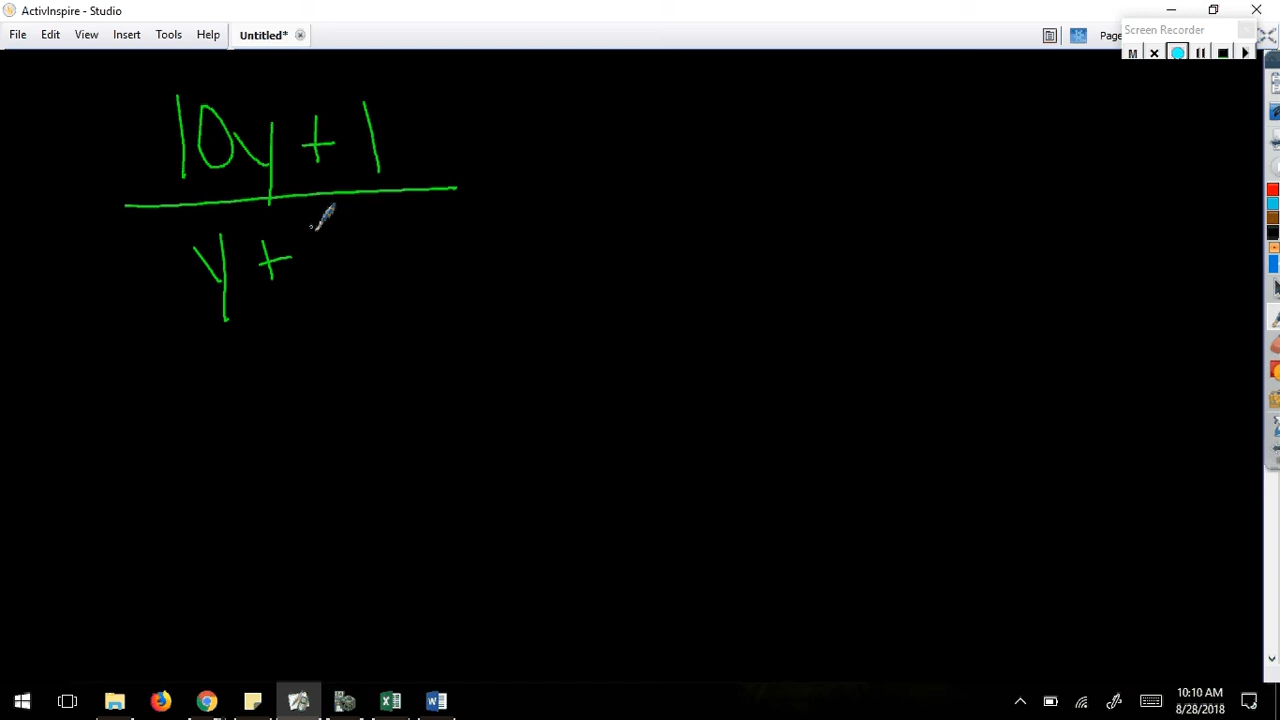 ActivInspire - Studio
File Edit View Insert Tools Help Untitled*
Page
Screen Recorder
M
10y + 1
y +
10:10 AM
8/28/2018